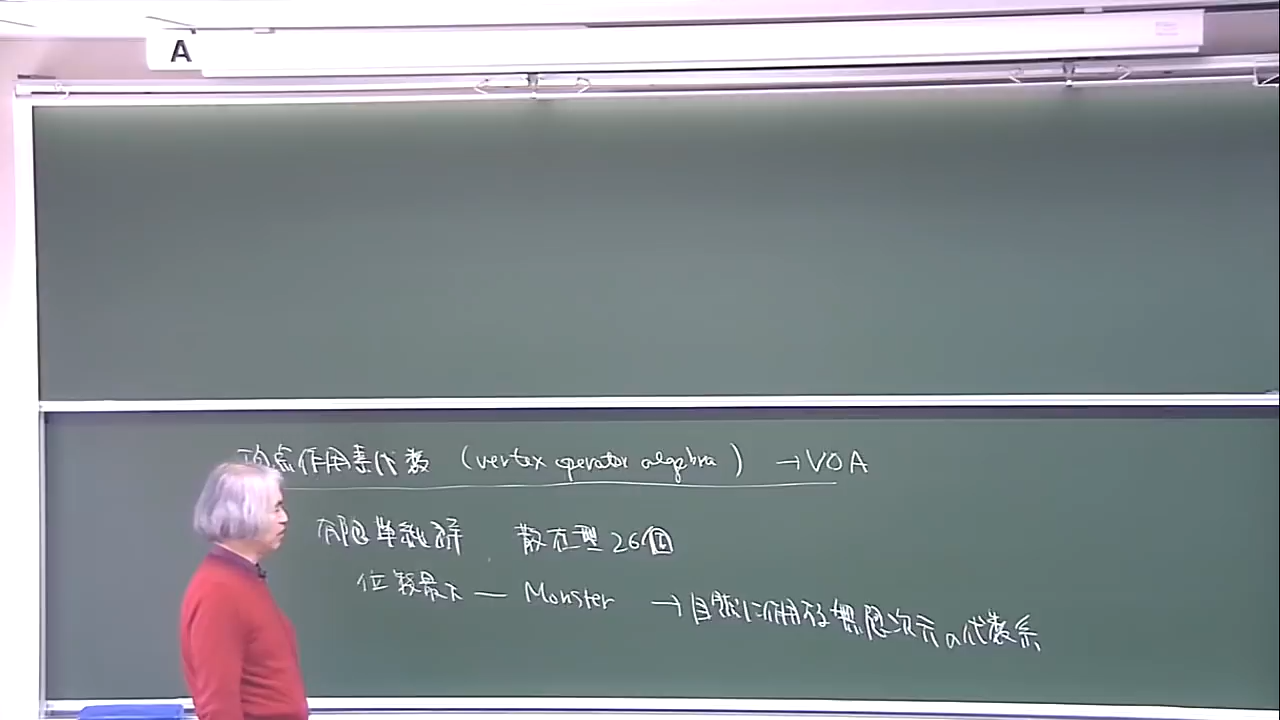 A
頂点作用素代数 (vertex operator algebra) → VOA
有限単純群 散在型 26個
位数最大 — Monster → 自然に作用する無限次元の代数系